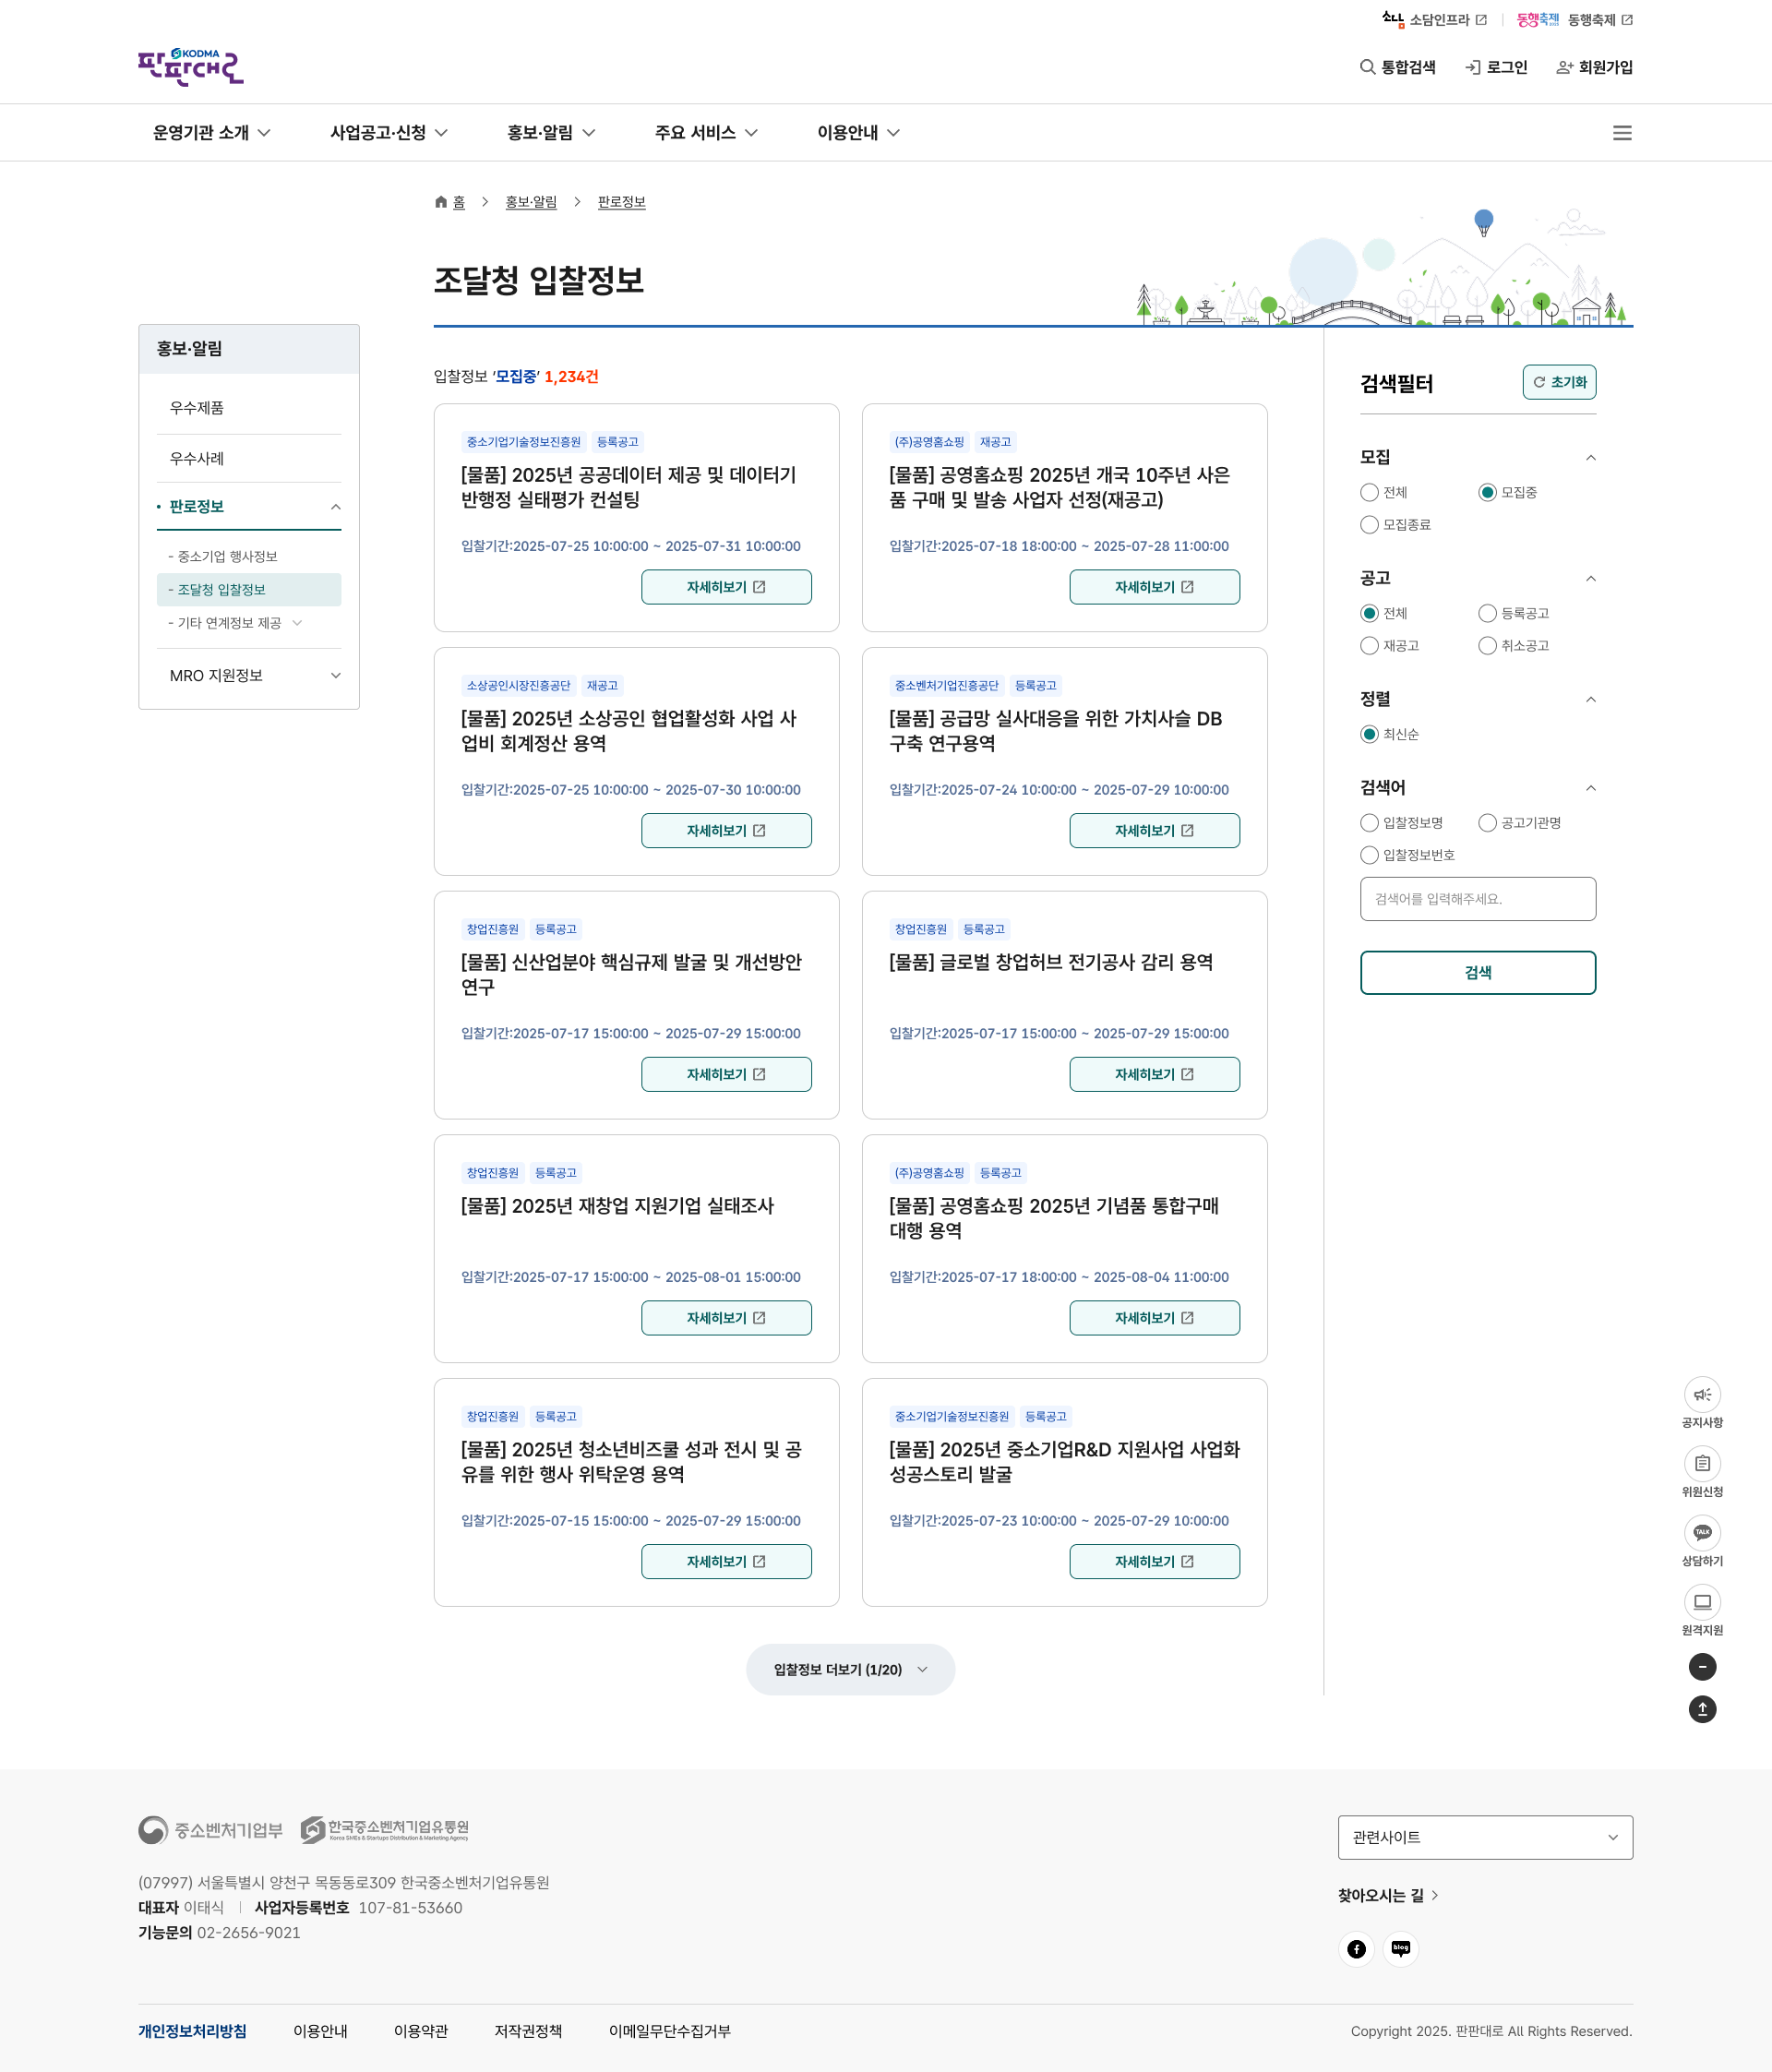 소담인프라
동행축제 동행축제
KODMA
판판대로
통합검색
로그인
회원가입
운영기관 소개
사업공고·신청
홍보·알림
주요 서비스
이용안내
홈
홍보·알림
판로정보
조달청 입찰정보
홍보·알림
우수제품
우수사례
판로정보
- 중소기업 행사정보
- 조달청 입찰정보
- 기타 연계정보 제공
MRO 지원정보
입찰정보 ‘모집중’ 1,234건
중소기업기술정보진흥원 등록공고
[물품] 2025년 공공데이터 제공 및 데이터기
반행정 실태평가 컨설팅
입찰기간:2025-07-25 10:00:00 ~ 2025-07-31 10:00:00
자세히보기
(주)공영홈쇼핑 재공고
[물품] 공영홈쇼핑 2025년 개국 10주년 사은
품 구매 및 발송 사업자 선정(재공고)
입찰기간:2025-07-18 18:00:00 ~ 2025-07-28 11:00:00
자세히보기
소상공인시장진흥공단 재공고
[물품] 2025년 소상공인 협업활성화 사업 사
업비 회계정산 용역
입찰기간:2025-07-25 10:00:00 ~ 2025-07-30 10:00:00
자세히보기
중소벤처기업진흥공단 등록공고
[물품] 공급망 실사대응을 위한 가치사슬 DB
구축 연구용역
입찰기간:2025-07-24 10:00:00 ~ 2025-07-29 10:00:00
자세히보기
창업진흥원 등록공고
[물품] 신산업분야 핵심규제 발굴 및 개선방안
연구
입찰기간:2025-07-17 15:00:00 ~ 2025-07-29 15:00:00
자세히보기
창업진흥원 등록공고
[물품] 글로벌 창업허브 전기공사 감리 용역
입찰기간:2025-07-17 15:00:00 ~ 2025-07-29 15:00:00
자세히보기
창업진흥원 등록공고
[물품] 2025년 재창업 지원기업 실태조사
입찰기간:2025-07-17 15:00:00 ~ 2025-08-01 15:00:00
자세히보기
(주)공영홈쇼핑 등록공고
[물품] 공영홈쇼핑 2025년 기념품 통합구매
대행 용역
입찰기간:2025-07-17 18:00:00 ~ 2025-08-04 11:00:00
자세히보기
창업진흥원 등록공고
[물품] 2025년 청소년비즈쿨 성과 전시 및 공
유를 위한 행사 위탁운영 용역
입찰기간:2025-07-15 15:00:00 ~ 2025-07-29 15:00:00
자세히보기
중소기업기술정보진흥원 등록공고
[물품] 2025년 중소기업R&D 지원사업 사업화
성공스토리 발굴
입찰기간:2025-07-23 10:00:00 ~ 2025-07-29 10:00:00
자세히보기
입찰정보 더보기 (1/20)
검색필터
초기화
모집
전체 모집중
모집종료
공고
전체 등록공고
재공고 취소공고
정렬
최신순
검색어
입찰정보명 공고기관명
입찰정보번호
검색어를 입력해주세요.
검색
공지사항
위원신청
TALK
상담하기
원격지원
중소벤처기업부
한국중소벤처기업유통원
Korea SMEs & Startups Distribution & Marketing Agency
(07997) 서울특별시 양천구 목동동로309 한국중소벤처기업유통원
대표자 이태식 사업자등록번호 107-81-53660
기능문의 02-2656-9021
관련사이트
찾아오시는 길
blog
개인정보처리방침
이용안내
이용약관
저작권정책
이메일무단수집거부
Copyright 2025. 판판대로 All Rights Reserved.